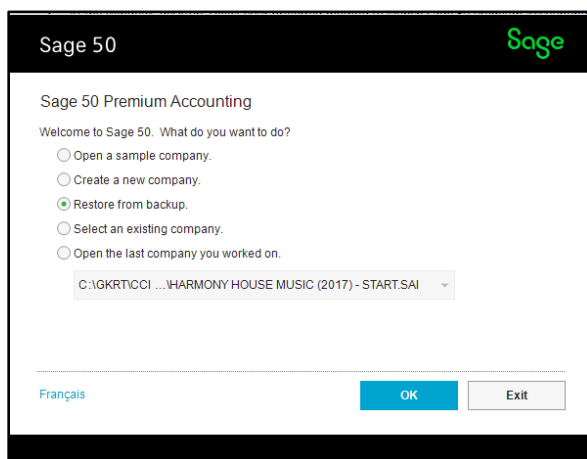 Sage 50
Sage
Sage 50 Premium Accounting
Welcome to Sage 50. What do you want to do?
Open a sample company.
Create a new company.
Restore from backup.
Select an existing company.
Open the last company you worked on.
C:\GKRT\CCI ...\HARMONY HOUSE MUSIC (2017) - START.SAI
Français
OK
Exit